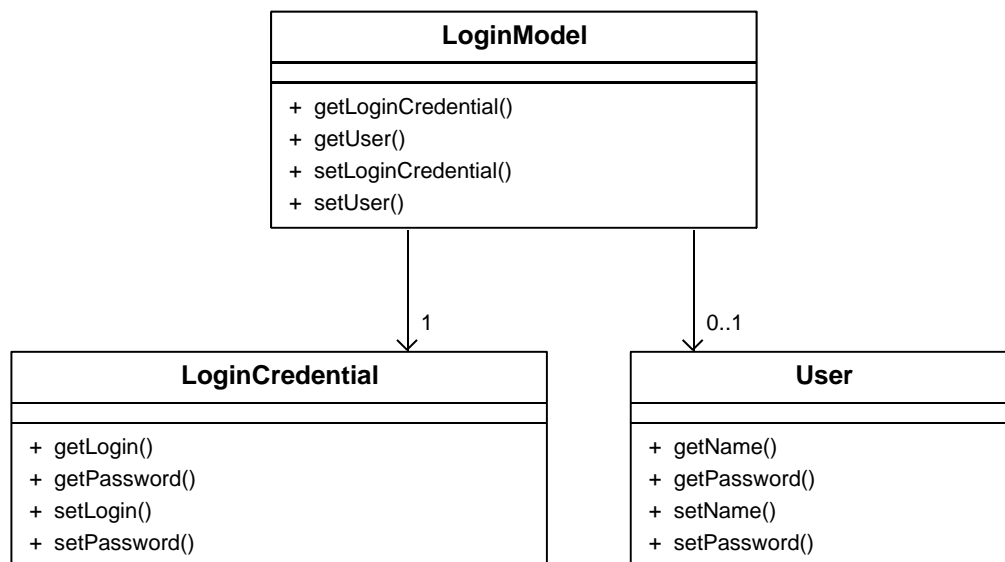 LoginModel
+ getLoginCredential()
+ getUser()
+ setLoginCredential()
+ setUser()
1
0..1
LoginCredential
+ getLogin()
+ getPassword()
+ setLogin()
+ setPassword()
User
+ getName()
+ getPassword()
+ setName()
+ setPassword()